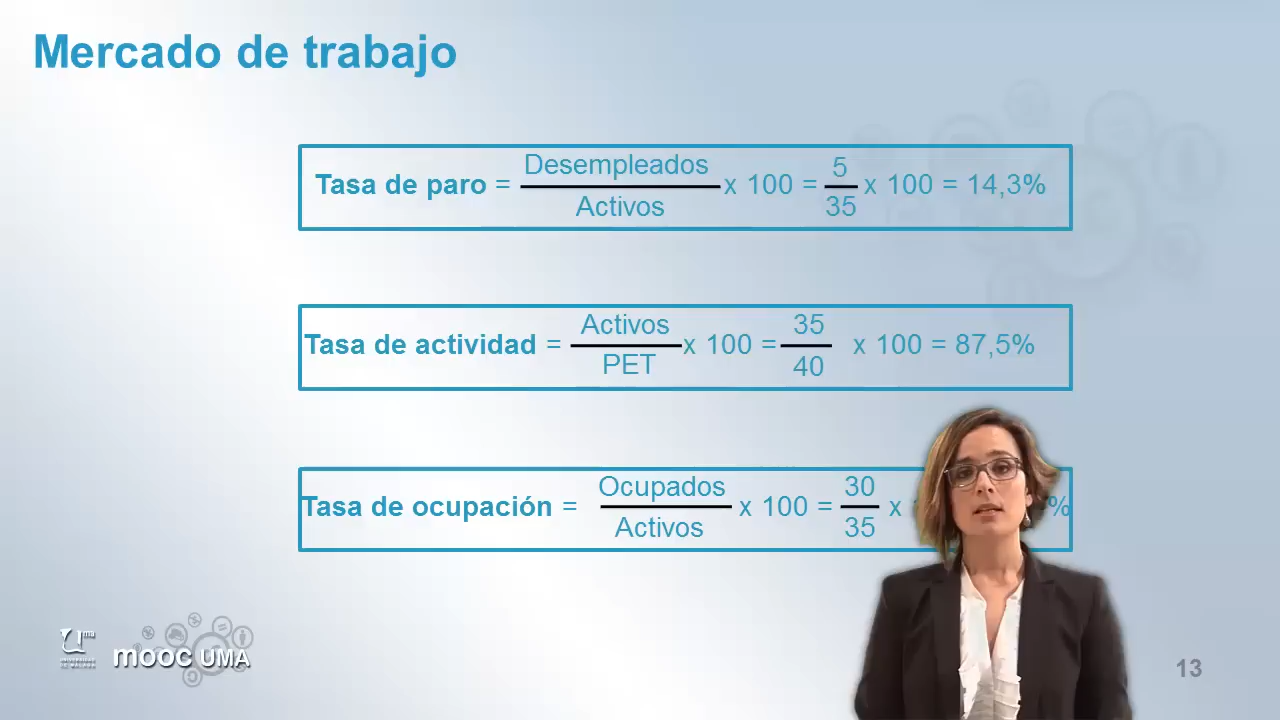 Mercado de trabajo
Tasa de paro = Desempleados / Activos x 100 = 5 / 35 x 100 = 14,3%
Tasa de actividad = Activos / PET x 100 = 35 / 40 x 100 = 87,5%
Tasa de ocupación = Ocupados / Activos x 100 = 30 / 35 x %
uma
mooc UMA
13